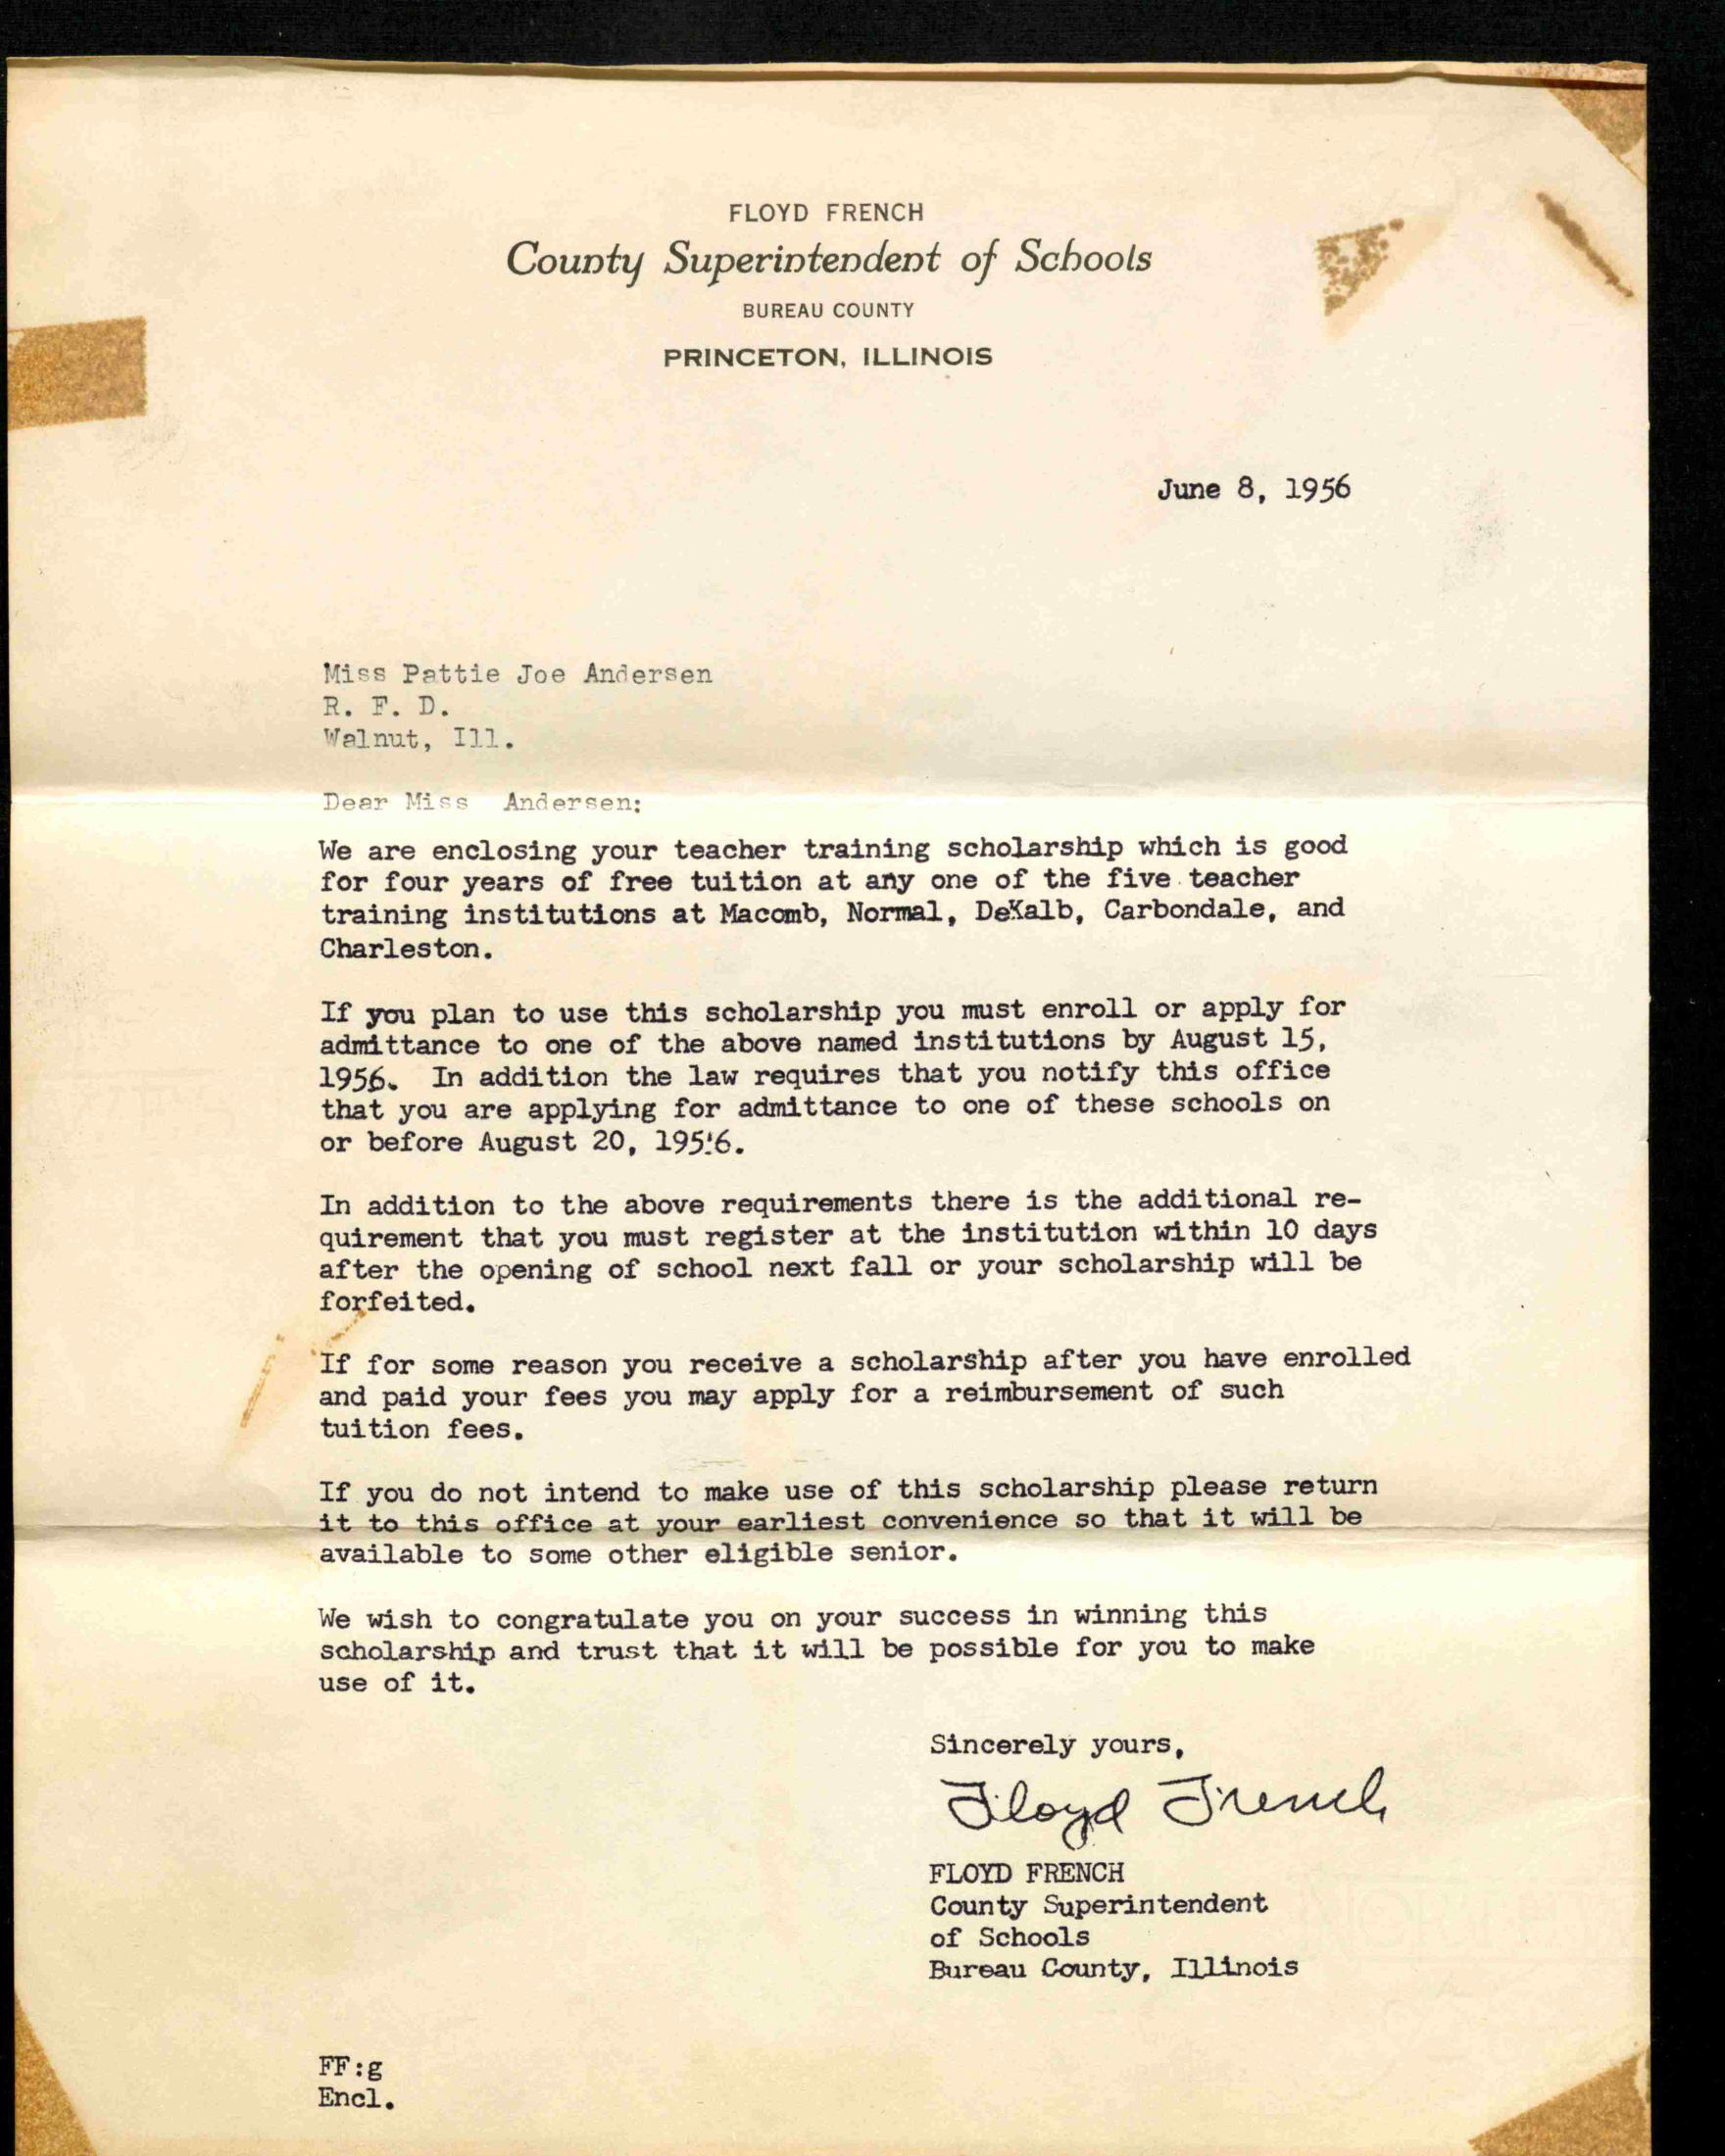 FLOYD FRENCH
County Superintendent of Schools
BUREAU COUNTY
PRINCETON, ILLINOIS
June 8, 1956
Miss Pattie Joe Andersen
R. F. D.
Walnut, Ill.
Dear Miss Andersen:
We are enclosing your teacher training scholarship which is good
for four years of free tuition at any one of the five teacher
training institutions at Macomb, Normal, DeKalb, Carbondale, and
Charleston.
If you plan to use this scholarship you must enroll or apply for
admittance to one of the above named institutions by August 15,
1956. In addition the law requires that you notify this office
that you are applying for admittance to one of these schools on
or before August 20, 195'6.
In addition to the above requirements there is the additional re-
quirement that you must register at the institution within 10 days
after the opening of school next fall or your scholarship will be
forfeited.
If for some reason you receive a scholarship after you have enrolled
and paid your fees you may apply for a reimbursement of such
tuition fees.
If you do not intend to make use of this scholarship please return
it to this office at your earliest convenience so that it will be
available to some other eligible senior.
We wish to congratulate you on your success in winning this
scholarship and trust that it will be possible for you to make
use of it.
Sincerely yours,
Floyd French
FLOYD FRENCH
County Superintendent
of Schools
Bureau County, Illinois
FF:g
Encl.